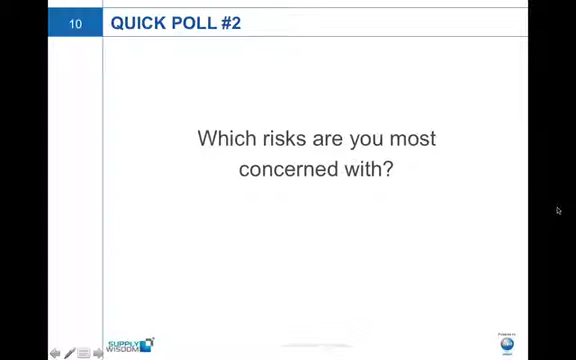 10
QUICK POLL #2
Which risks are you most
concerned with?
SUPPLY
WISDOM